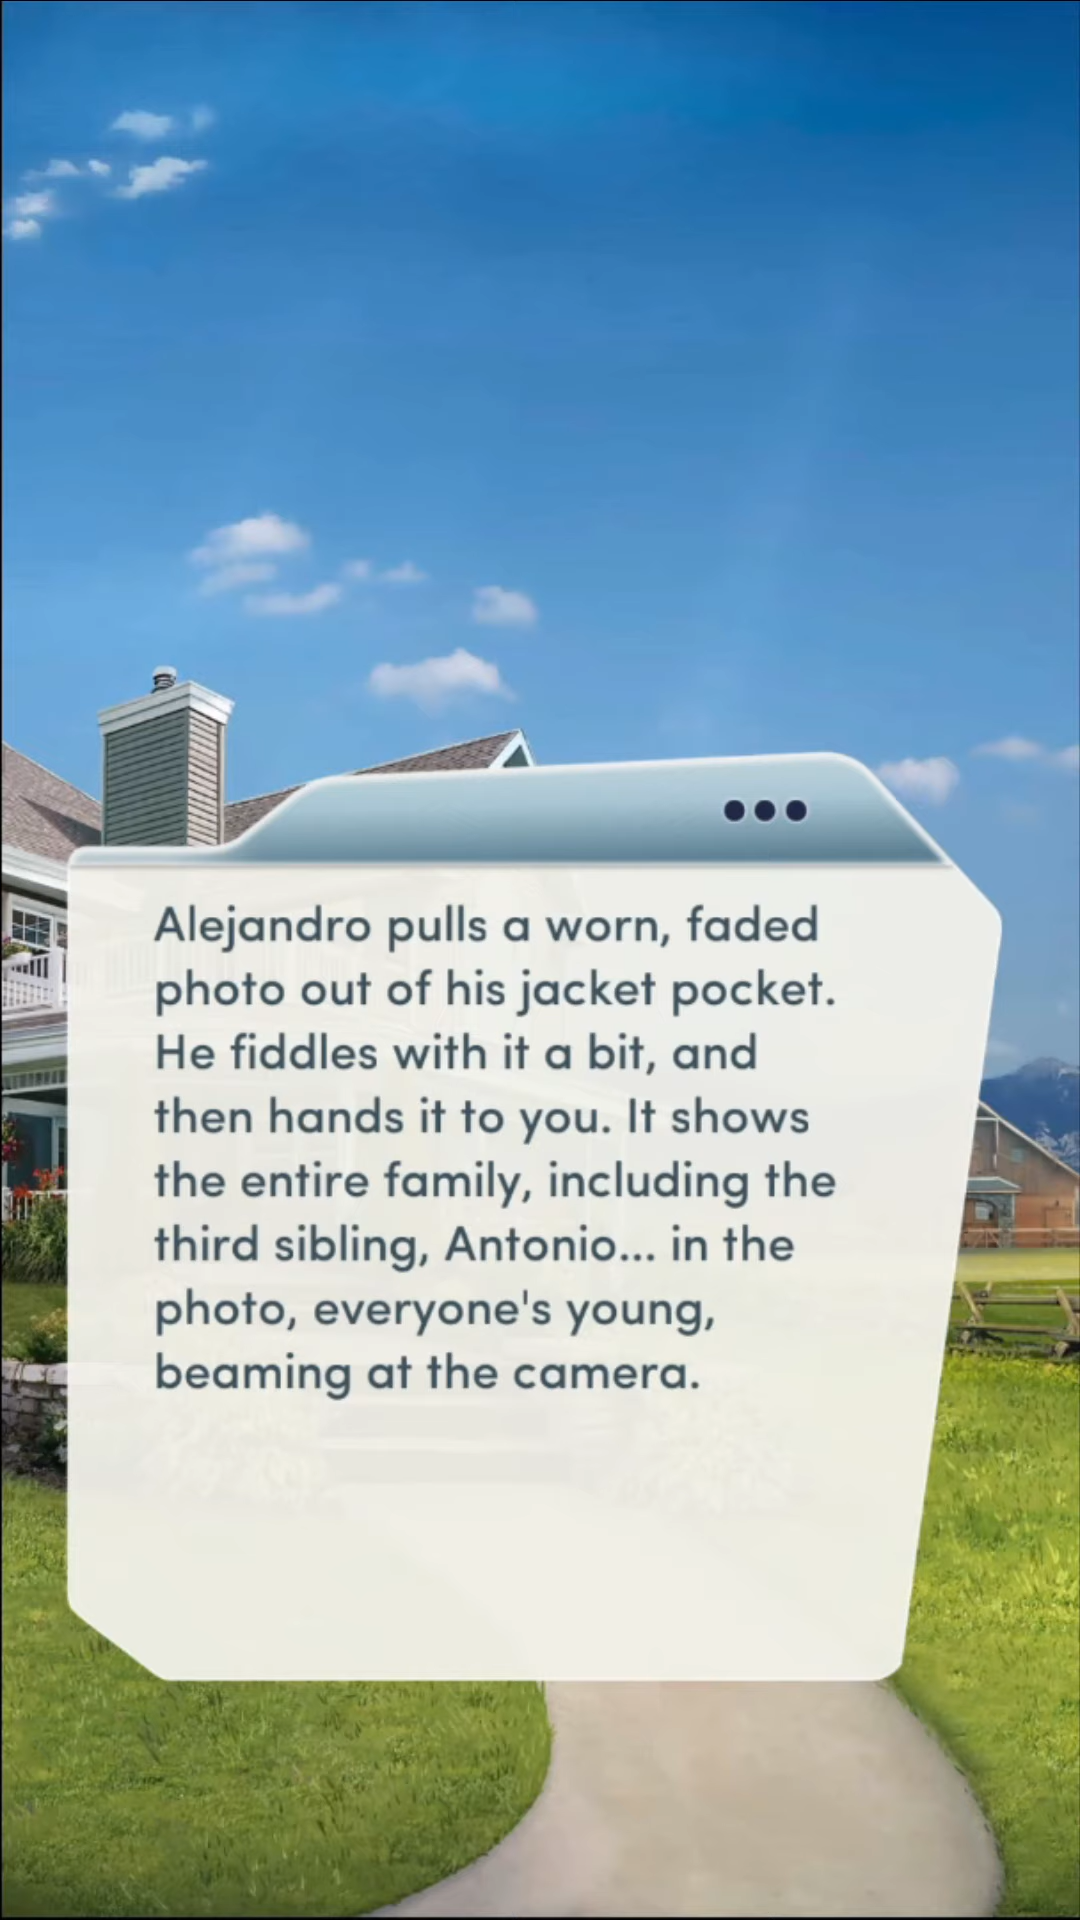 Alejandro pulls a worn, faded
photo out of his jacket pocket.
He fiddles with it a bit, and
then hands it to you. It shows
the entire family, including the
third sibling, Antonio... in the
photo, everyone's young,
beaming at the camera.